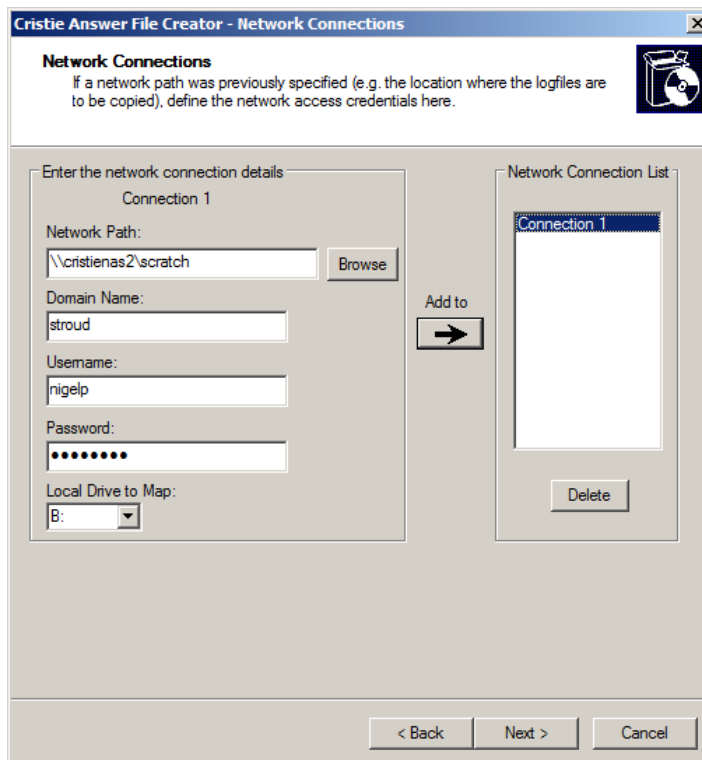 Cristie Answer File Creator - Network Connections
Network Connections
If a network path was previously specified (e.g. the location where the logfiles are
to be copied), define the network access credentials here.
Enter the network connection details
Connection 1
Network Path:
\\cristienas2\scratch
Browse
Domain Name:
stroud
Username:
nigelp
Password:
••••••••
Local Drive to Map:
B:
Add to
Network Connection List
Connection 1
Delete
< Back
Next >
Cancel